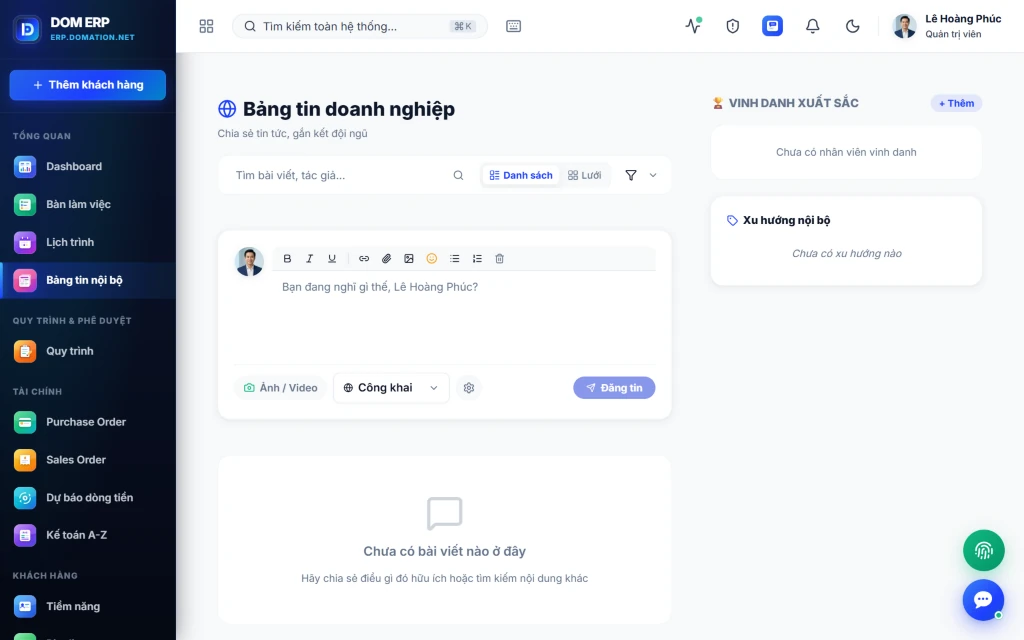 DOM ERP
ERP.DOMATION.NET
+ Thêm khách hàng
TỔNG QUAN
Dashboard
Bàn làm việc
Lịch trình
Bảng tin nội bộ
QUY TRÌNH & PHÊ DUYỆT
Quy trình
TÀI CHÍNH
Purchase Order
Sales Order
Dự báo dòng tiền
Kế toán A-Z
KHÁCH HÀNG
Tiềm năng
Tìm kiếm toàn hệ thống...
⌘K
Lê Hoàng Phúc
Quản trị viên
Bảng tin doanh nghiệp
Chia sẻ tin tức, gắn kết đội ngũ
Tìm bài viết, tác giả...
Danh sách
Lưới
B I U
Bạn đang nghĩ gì thế, Lê Hoàng Phúc?
Ảnh / Video
Công khai
Đăng tin
Chưa có bài viết nào ở đây
Hãy chia sẻ điều gì đó hữu ích hoặc tìm kiếm nội dung khác
VINH DANH XUẤT SẮC
+ Thêm
Chưa có nhân viên vinh danh
Xu hướng nội bộ
Chưa có xu hướng nào